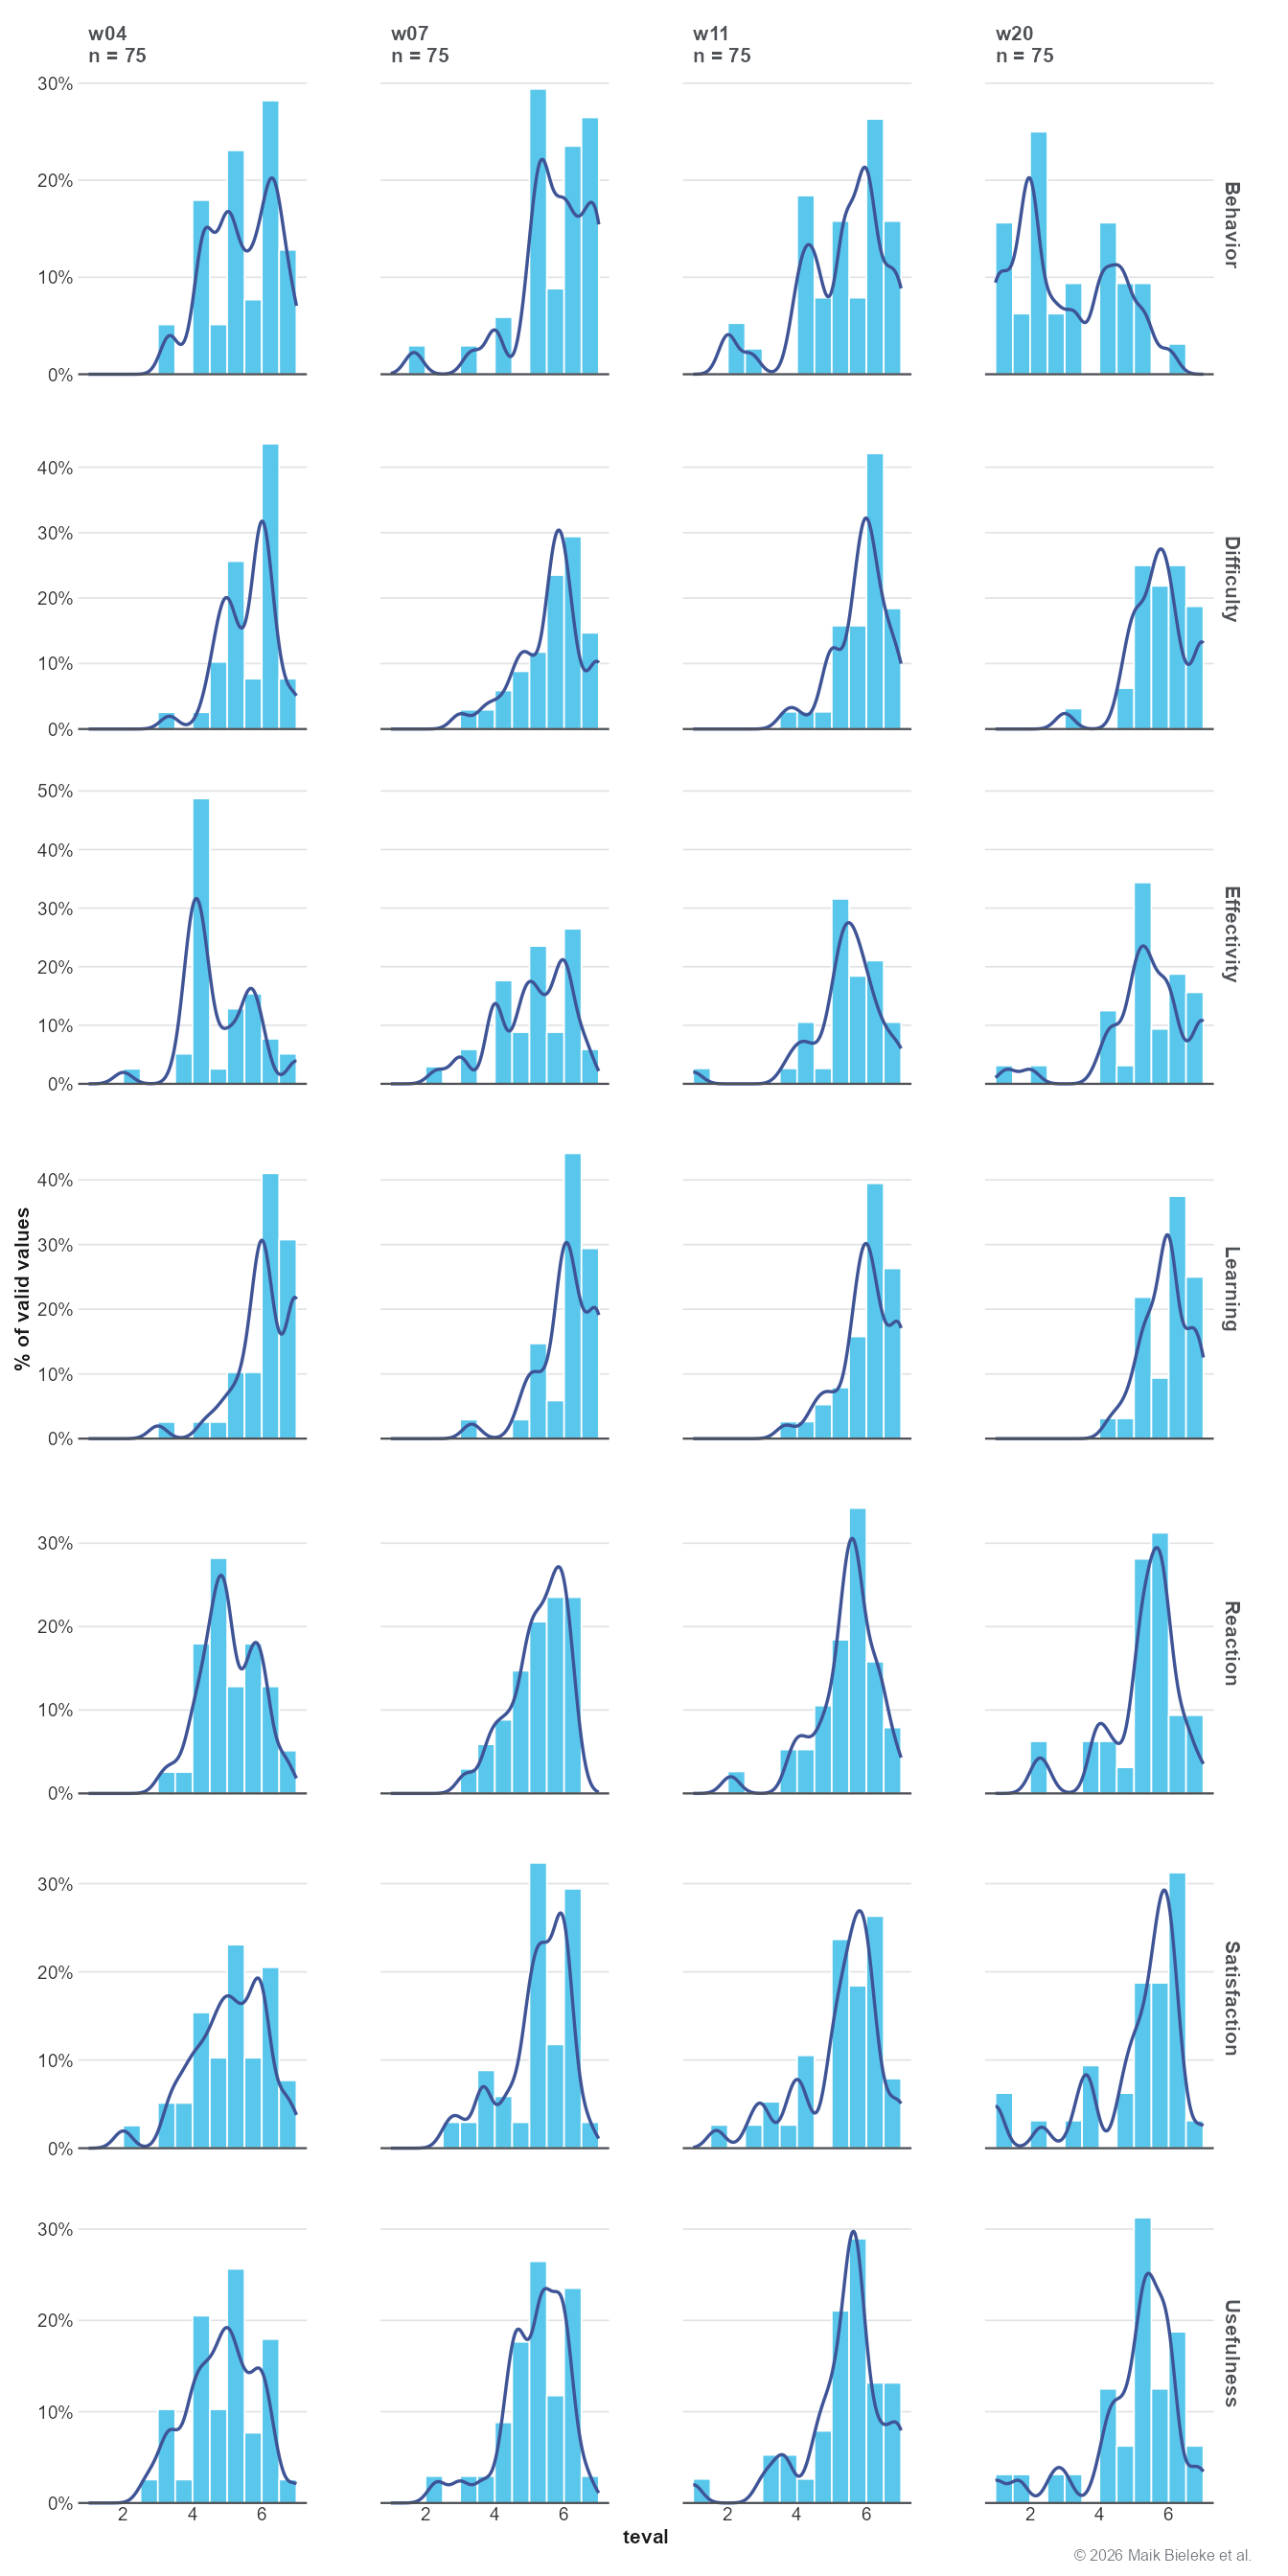 w04 w07 w11 w20
n = 75 n = 75 n = 75 n = 75
30%
20%
10%
0%
Behavior
40%
30%
20%
10%
0%
Difficulty
50%
40%
30%
20%
10%
0%
Effectivity
40%
30%
20%
10%
0%
Learning
% of valid values
30%
20%
10%
0%
Reaction
30%
20%
10%
0%
Satisfaction
30%
20%
10%
0%
Usefulness
2 4 6 2 4 6 2 4 6 2 4 6
teval
© 2026 Maik Bieleke et al.